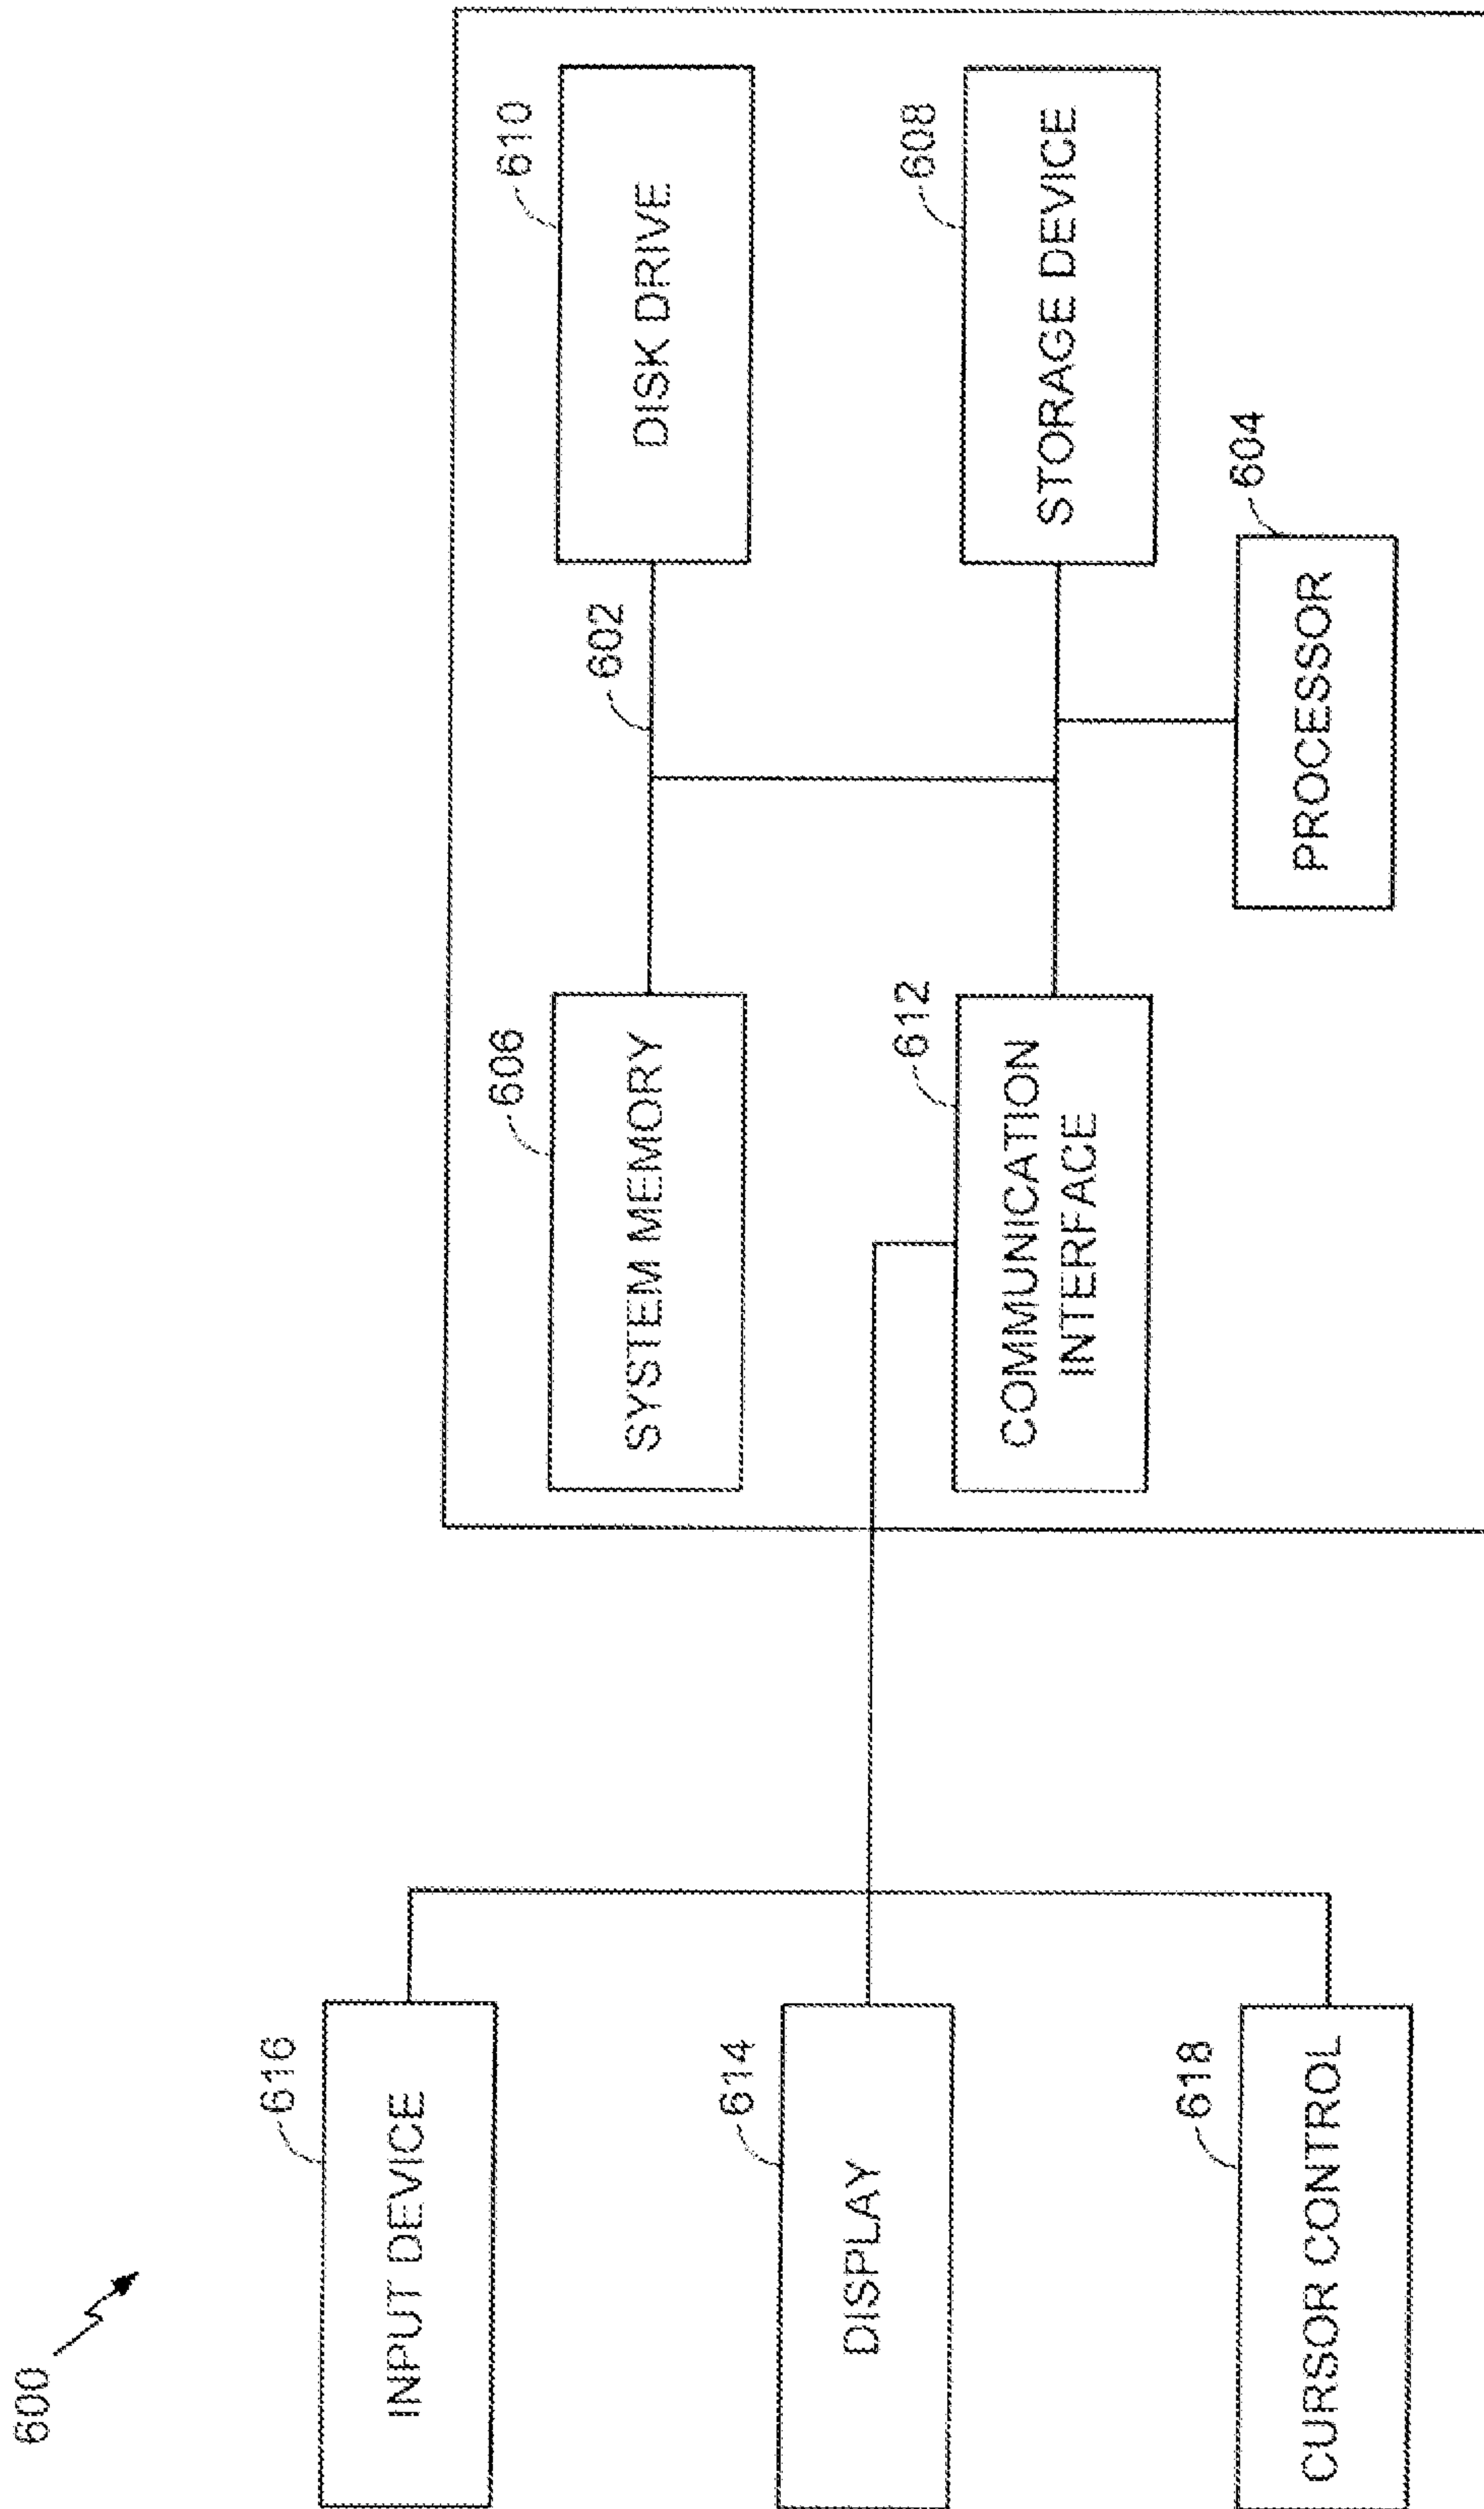 600
616
INPUT DEVICE
614
DISPLAY
618
CURSOR CONTROL
606
SYSTEM MEMORY
612
COMMUNICATION
INTERFACE
602
610
DISK DRIVE
608
STORAGE DEVICE
604
PROCESSOR